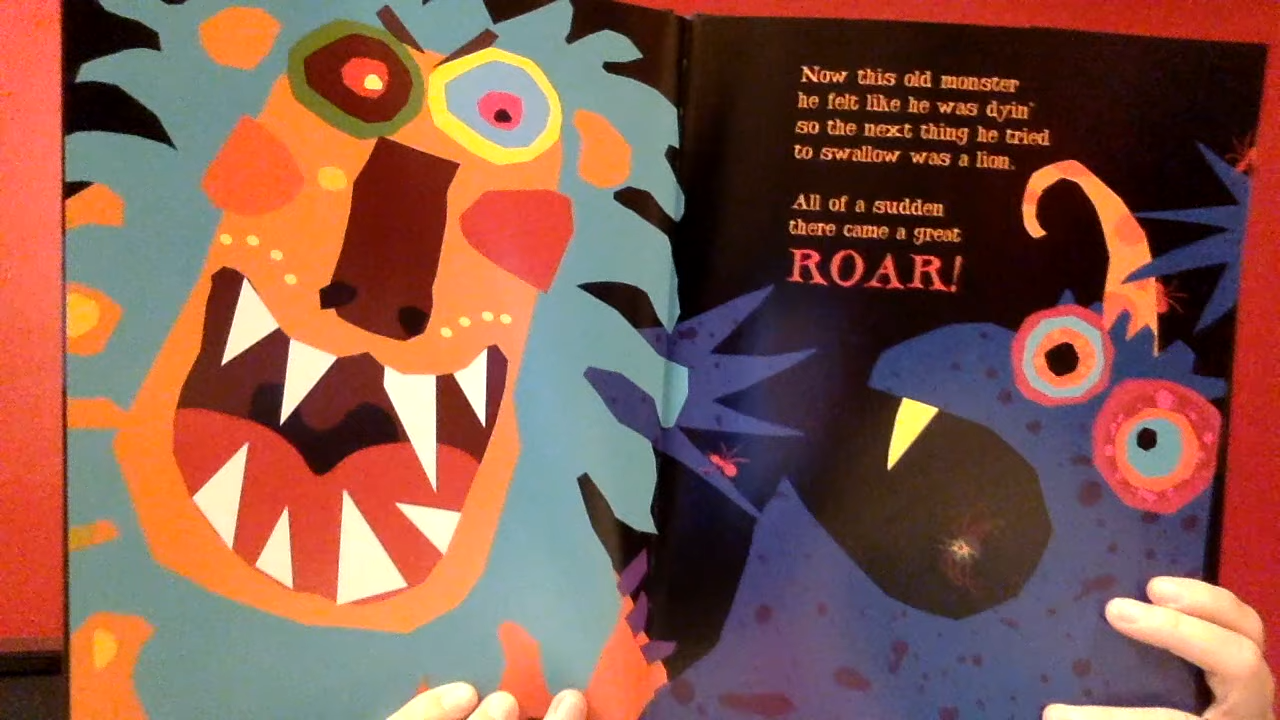 Now this old monster
he felt like he was dyin'
so the next thing he tried
to swallow was a lion.
All of a sudden
there came a great
ROAR!